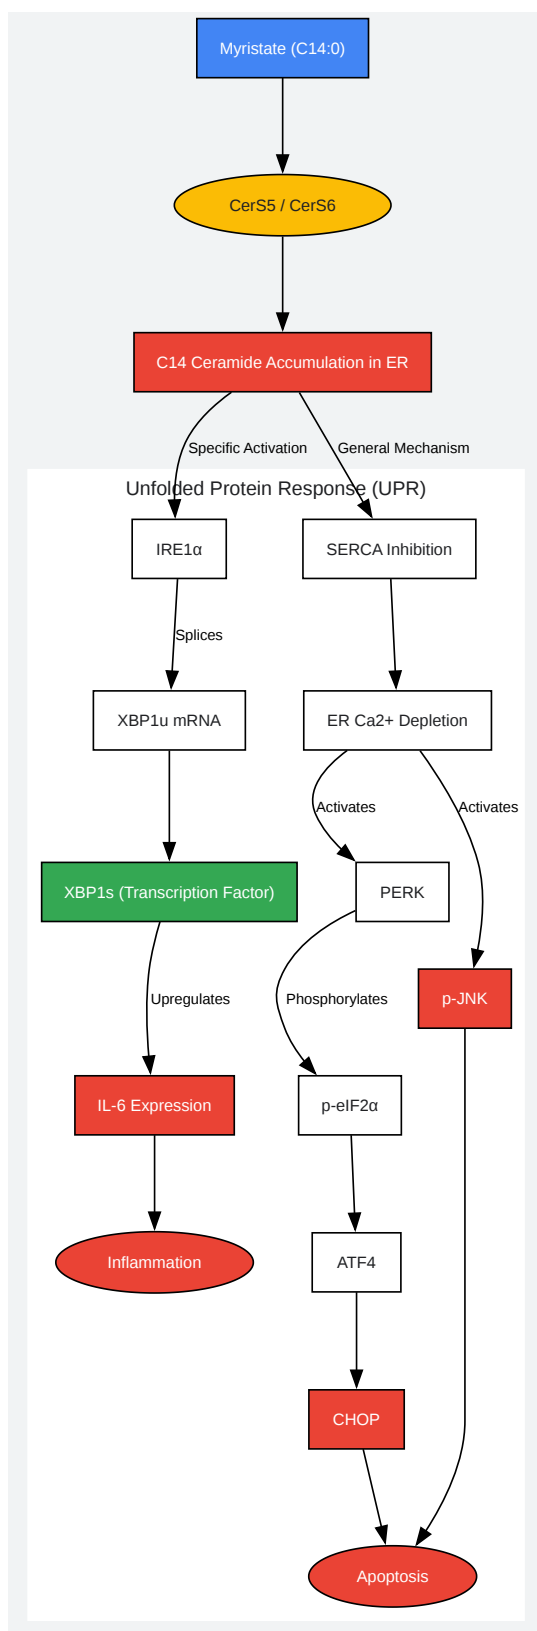 Myristate (C14:0)
CerS5 / CerS6
C14 Ceramide Accumulation in ER
Specific Activation
General Mechanism
Unfolded Protein Response (UPR)
IRE1α
SERCA Inhibition
Splices
XBP1u mRNA
ER Ca2+ Depletion
Activates
Activates
XBP1s (Transcription Factor)
PERK
Upregulates
Phosphorylates
p-JNK
IL-6 Expression
p-eIF2α
Inflammation
ATF4
CHOP
Apoptosis